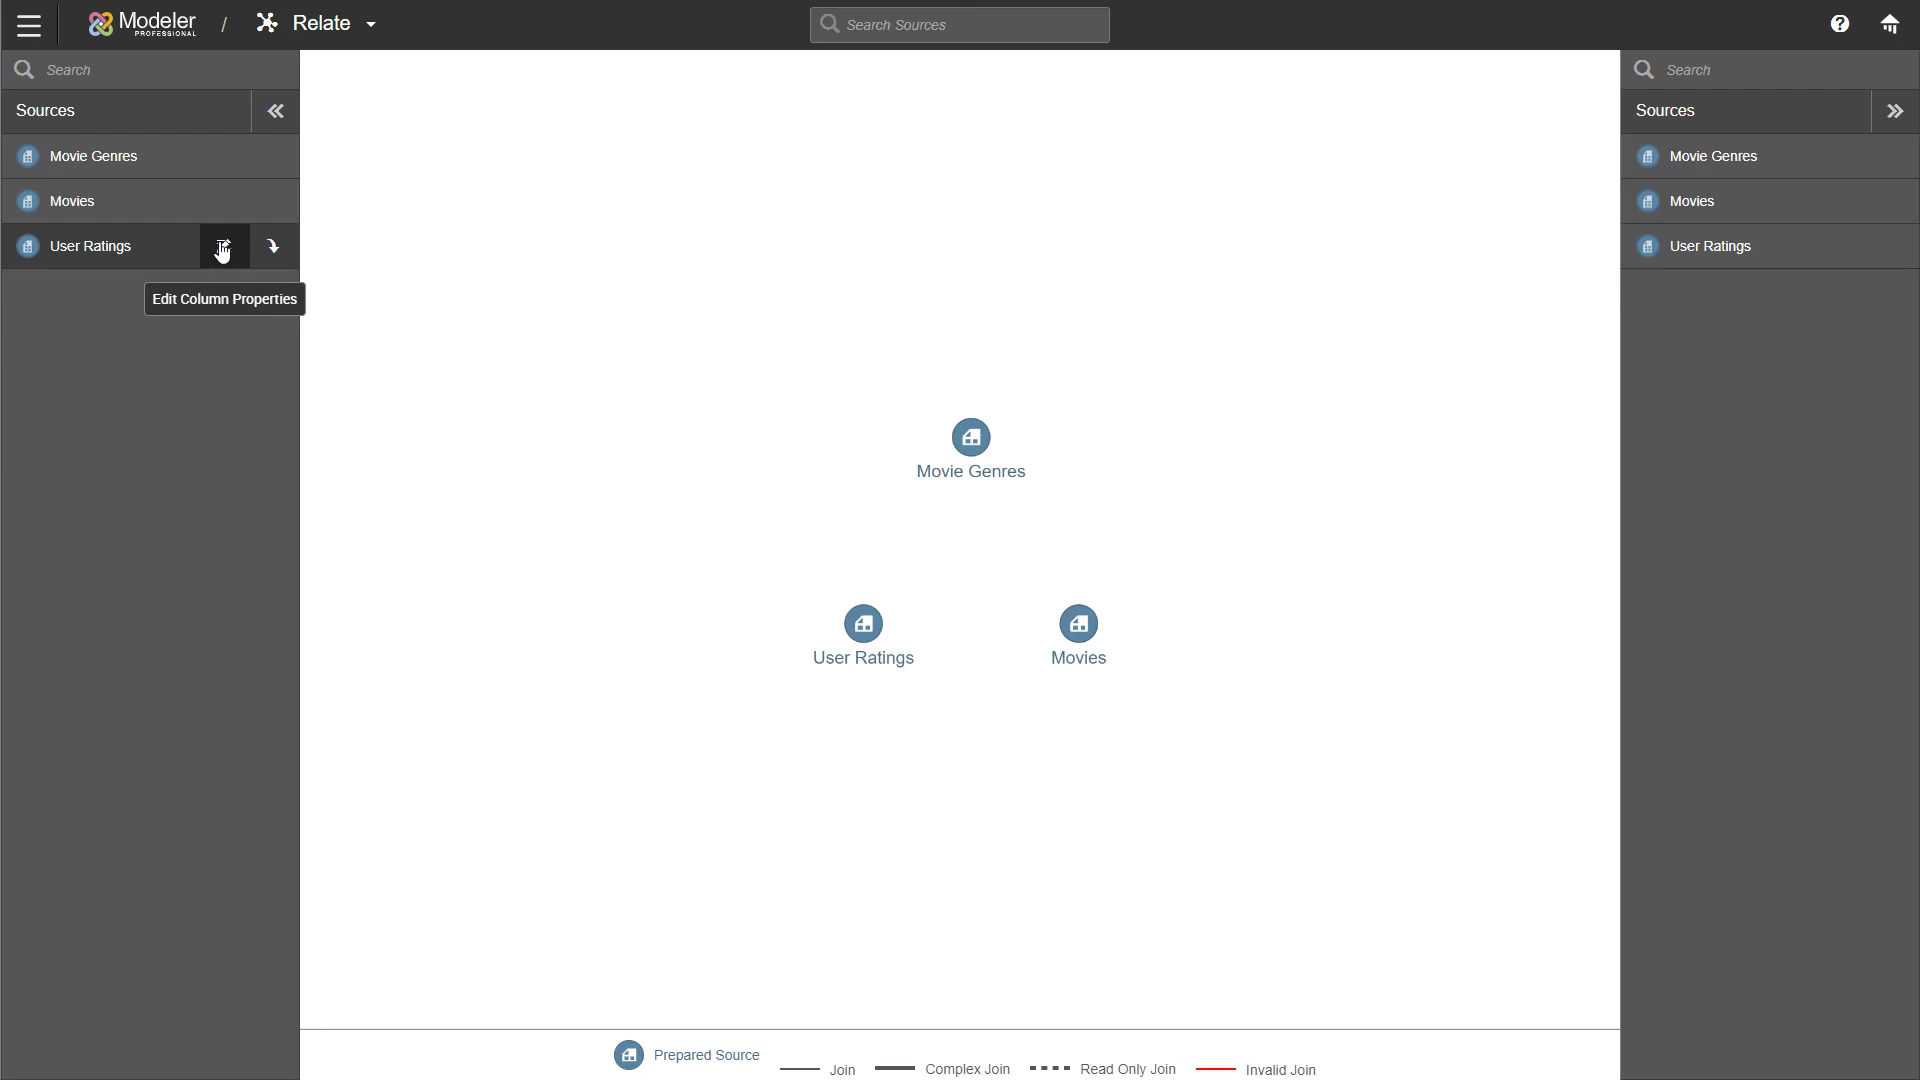 Modeler
PROFESSIONAL
/
Relate
Search Sources
Search
Sources
Movie Genres
Movies
User Ratings
Edit Column Properties
Movie Genres
User Ratings
Movies
Search
Sources
Movie Genres
Movies
User Ratings
Prepared Source
Join
Complex Join
Read Only Join
Invalid Join